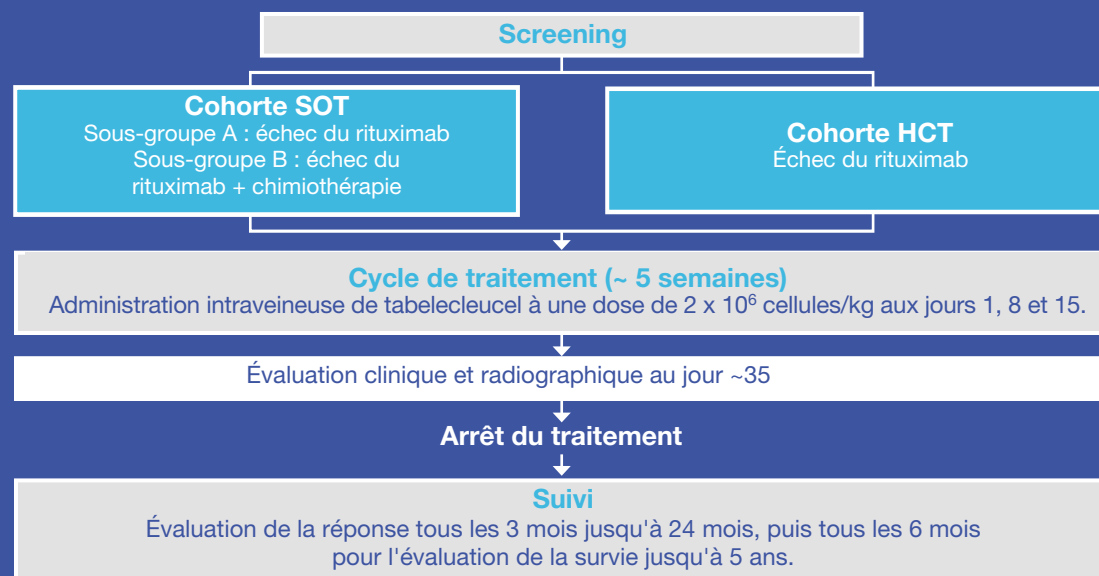 Screening
Cohorte SOT
Sous-groupe A : échec du rituximab
Sous-groupe B : échec du
rituximab + chimiothérapie
Cohorte HCT
Échec du rituximab
Cycle de traitement (~ 5 semaines)
Administration intraveineuse de tabelecleucel à une dose de 2 x 10⁶ cellules/kg aux jours 1, 8 et 15.
Évaluation clinique et radiographique au jour ~35
Arrêt du traitement
Suivi
Évaluation de la réponse tous les 3 mois jusqu'à 24 mois, puis tous les 6 mois
pour l'évaluation de la survie jusqu'à 5 ans.